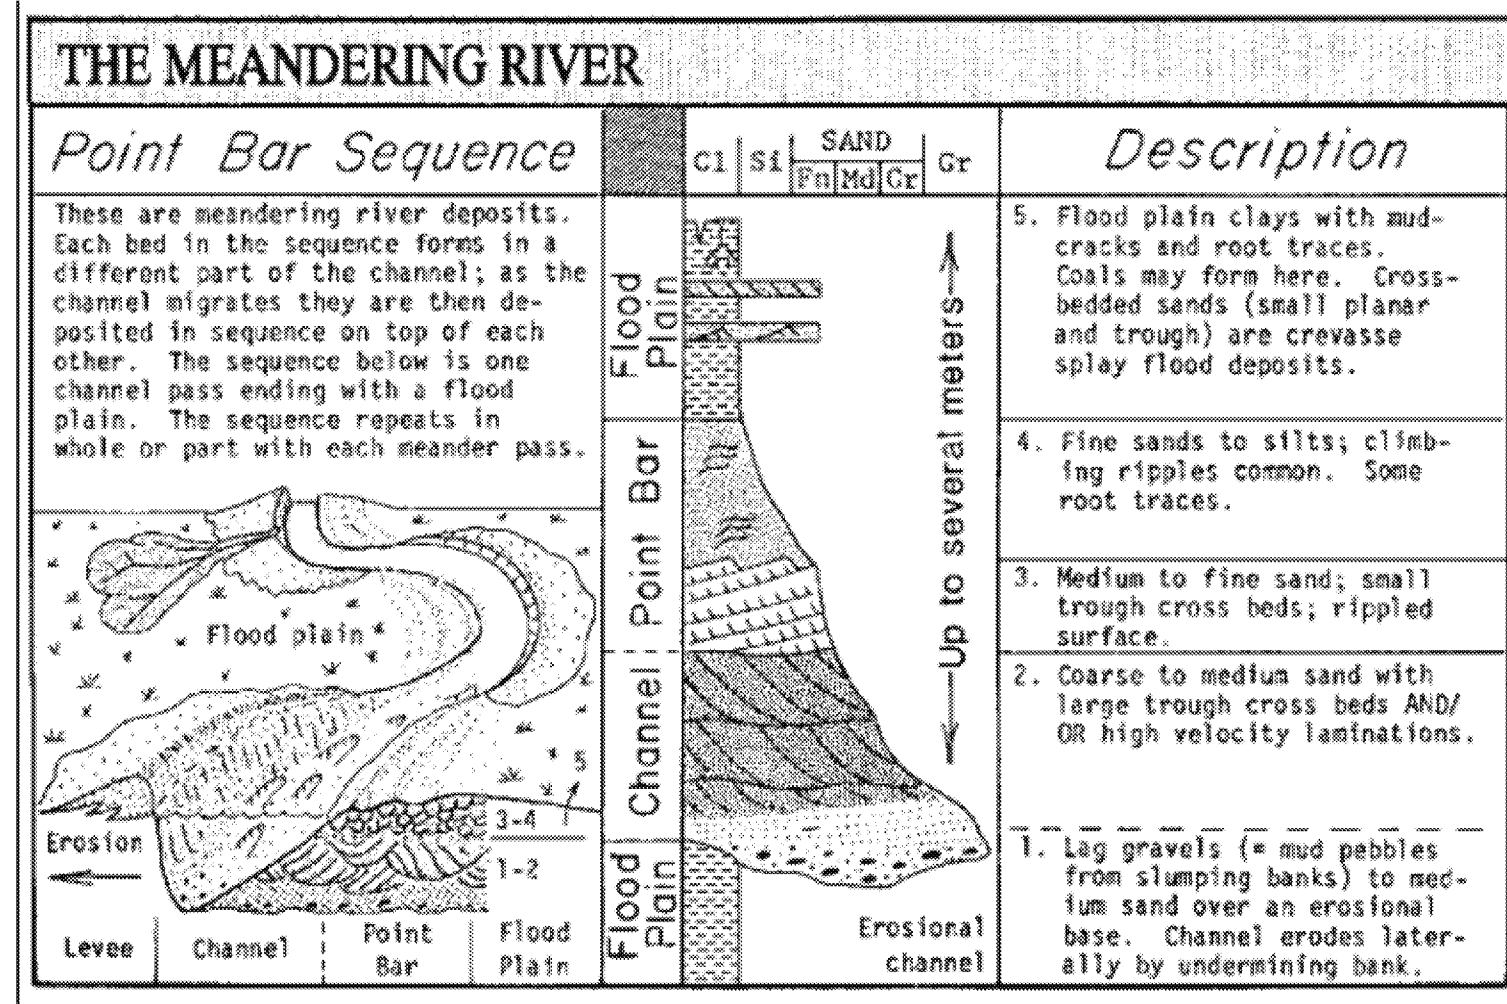 THE MEANDERING RIVER
Point Bar Sequence
These are meandering river deposits.
Each bed in the sequence forms in a
different part of the channel; as the
channel migrates they are then de-
posited in sequence on top of each
other. The sequence below is one
channel pass ending with a flood
plain. The sequence repeats in
whole or part with each meander pass.
Flood plain
5
3-4
1-2
Erosion
Levee
Channel
Point
Bar
Flood
Plain
Cl
Si
SAND
Fn
Md
Cr
Gr
Flood
Plain
Point Bar
Channel
Flood
Plain
Up to several meters
Erosional
channel
Description
5. Flood plain clays with mud-
cracks and root traces.
Coals may form here. Cross-
bedded sands (small planar
and trough) are crevasse
splay flood deposits.
4. Fine sands to silts; climb-
ing ripples common. Some
root traces.
3. Medium to fine sand; small
trough cross beds; rippled
surface.
2. Coarse to medium sand with
large trough cross beds AND/
OR high velocity laminations.
1. Lag gravels (= mud pebbles
from slumping banks) to med-
ium sand over an erosional
base. Channel erodes later-
ally by undermining bank.